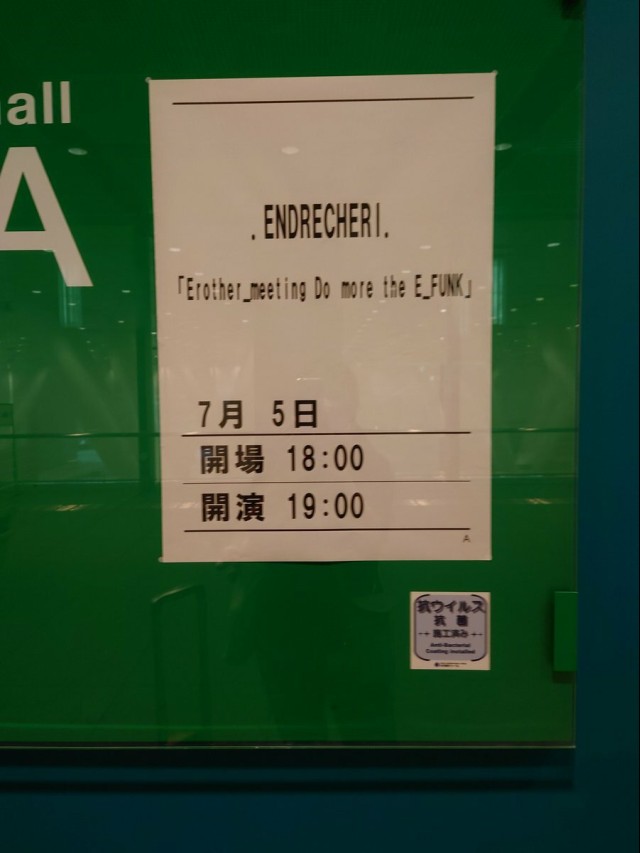 hall
A
.ENDRECHERI.
「Erother_meeting Do more the E_FUNK」
7月 5日
開場 18:00
開演 19:00
A
抗ウイルス
抗菌
施工済み
Anti-Bacterial
Coating Installed